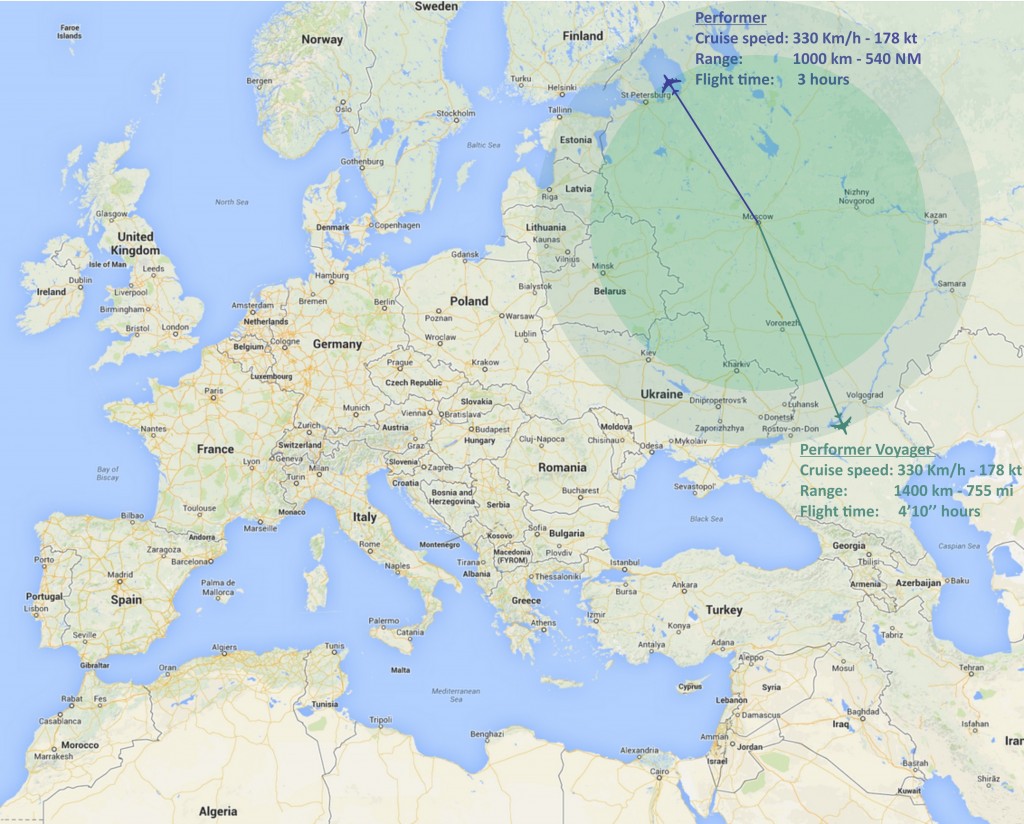 Sweden
Performer
Cruise speed: 330 Km/h - 178 kt
Range: 1000 km - 540 NM
Flight time: 3 hours
Faroe
Islands
Norway
Finland
Bergen
Turku
Helsinki
St Petersburg
Oslo
Stockholm
Tallinn
Estonia
Baltic Sea
Gothenburg
Latvia
Riga
Nizhny
Novgorod
North Sea
Glasgow
Denmark
Copenhagen
Moscow
Kazan
Lithuania
Kaunas
Vilnius
United
Kingdom
Isle of Man
Leeds
Gdańsk
Minsk
Hamburg
Dublin
Ireland
Liverpool
Bremen
Berlin
Białystok
Belarus
Samara
Birmingham
Amsterdam
Netherlands
Poland
Poznan
Warsaw
Voronezh
Bristol
London
Cologne
Belgium
Germany
Wrocław
Lublin
Kiev
Kharkiv
Luxembourg
Prague
Krakow
Czech Republic
Paris
Ukraine
Volgograd
Slovakia
Dnipropetrovs'k
Luhansk
Munich
Vienna
Bratislava
Donetsk
Nantes
Zurich
Austria
Budapest
Moldova
Zaporizhzhya
Rostov-on-Don
Switzerland
Graz
Hungary
Cluj-Napoca
Chisinau
Odesa
Mykolaiv
France
Geneva
Performer Voyager
Lyon
Milan
Slovenia
Zagreb
Romania
Cruise speed: 330 Km/h - 178 kt
Bay of
Biscay
Turin
Croatia
Range: 1400 km - 755 mi
Bosnia and
Herzegovina
Bucharest
Sevastopol'
Flight time: 4'10'' hours
Toulouse
Monaco
Serbia
Bilbao
Marseille
Italy
Black Sea
Andorra
Kosovo
Sofia
Bulgaria
Porto
Zaragoza
Rome
Montenegro
Macedonia
(FYROM)
Plovdiv
Georgia
Caspian Sea
Barcelona
Tirana
Istanbul
Tbilisi
Madrid
Naples
Albania
Thessaloniki
Bursa
Ankara
Armenia
Azerbaijan
Baku
Portugal
Spain
Palma de
Mallorca
Greece
Turkey
Lisbon
Palermo
Athens
Izmir
Konya
Seville
Catania
Antalya
Adana
Tabriz
Gibraltar
Oran
Algiers
Tunis
Aleppo
Mosul
Tehran
Malta
Cyprus
Syria
Rabat
Fes
Tunisia
Mediterranean
Sea
Lebanon
Casablanca
Tripoli
Damascus
Baghdad
Iraq
Isfahan
Morocco
Benghazi
Alexandria
Amman
Jordan
Iran
Marrakesh
Israel
Cairo
Basrah
Shirāz
Kuwait
Algeria